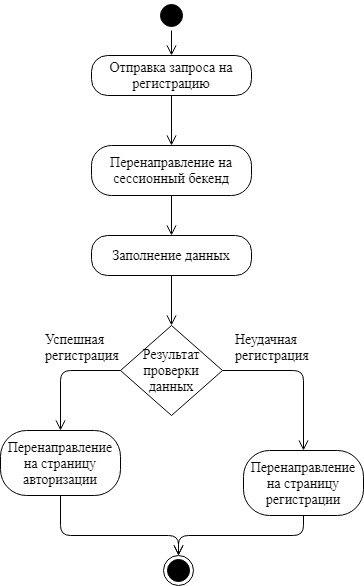 Отправка запроса на
регистрацию
Перенаправление на
сессионный бекенд
Заполнение данных
Успешная
регистрация
Результат
проверки
данных
Неудачная
регистрация
Перенаправление
на страницу
авторизации
Перенаправление
на страницу
регистрации